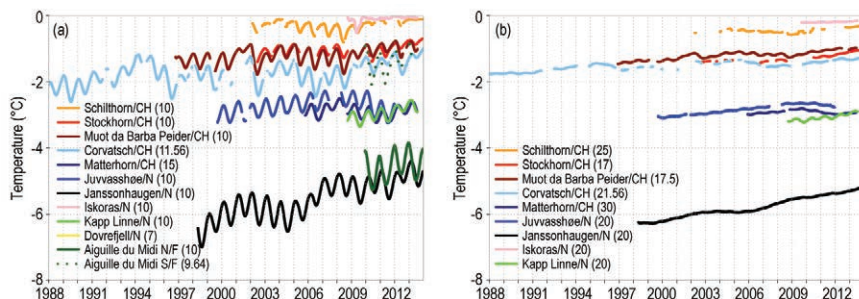 (a)
Temperature (°C)
0
-2
-4
-6
-8
Schilthorn/CH (10)
Stockhorn/CH (10)
Muot da Barba Peider/CH (10)
Corvatsch/CH (11.56)
Matterhorn/CH (15)
Juvvasshøe/N (10)
Janssonhaugen/N (10)
Iskoras/N (10)
Kapp Linne/N (10)
Dovrefjell/N (7)
Aiguille du Midi N/F (10)
Aiguille du Midi S/F (9.64)
1988 1991 1994 1997 2000 2003 2006 2009 2012
(b)
Temperature (°C)
0
-2
-4
-6
-8
Schilthorn/CH (25)
Stockhorn/CH (17)
Muot da Barba Peider/CH (17.5)
Corvatsch/CH (21.56)
Matterhorn/CH (30)
Juvvasshøe/N (20)
Janssonhaugen/N (20)
Iskoras/N (20)
Kapp Linne/N (20)
1988 1991 1994 1997 2000 2003 2006 2009 2012